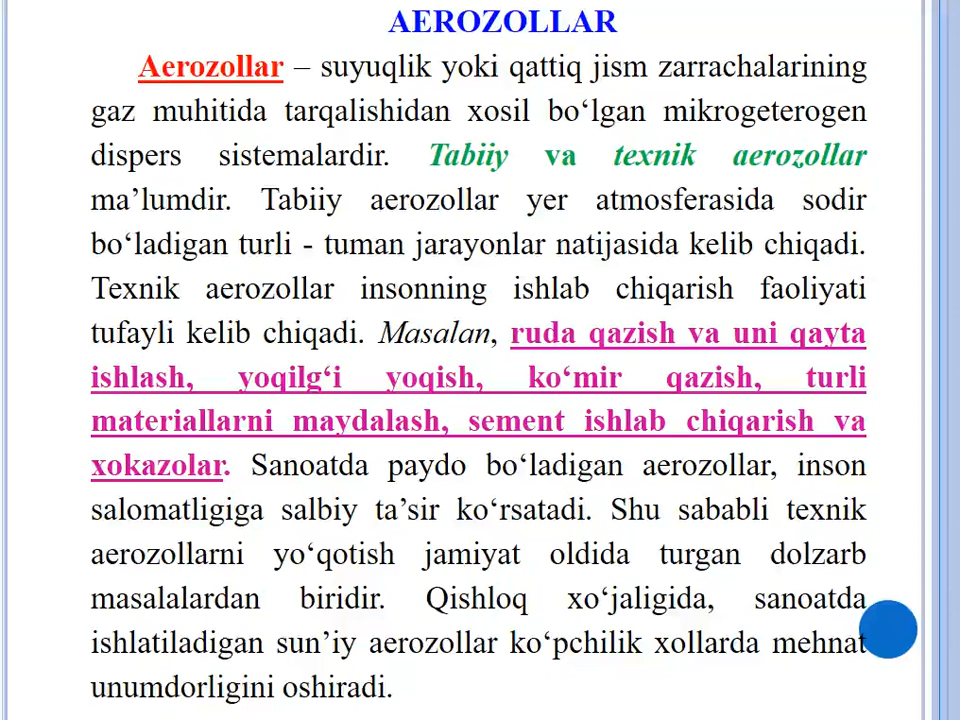 AEROZOLLAR
Aerozollar – suyuqlik yoki qattiq jism zarrachalarining
gaz muhitida tarqalishidan xosil bo‘lgan mikrogeterogen
dispers sistemalardir. Tabiiy va texnik aerozollar
ma’lumdir. Tabiiy aerozollar yer atmosferasida sodir
bo‘ladigan turli - tuman jarayonlar natijasida kelib chiqadi.
Texnik aerozollar insonning ishlab chiqarish faoliyati
tufayli kelib chiqadi. Masalan, ruda qazish va uni qayta
ishlash, yoqilg‘i yoqish, ko‘mir qazish, turli
materiallarni maydalash, sement ishlab chiqarish va
xokazolar. Sanoatda paydo bo‘ladigan aerozollar, inson
salomatligiga salbiy ta’sir ko‘rsatadi. Shu sababli texnik
aerozollarni yo‘qotish jamiyat oldida turgan dolzarb
masalalardan biridir. Qishloq xo‘jaligida, sanoatda
ishlatiladigan sun’iy aerozollar ko‘pchilik xollarda mehnat
unumdorligini oshiradi.